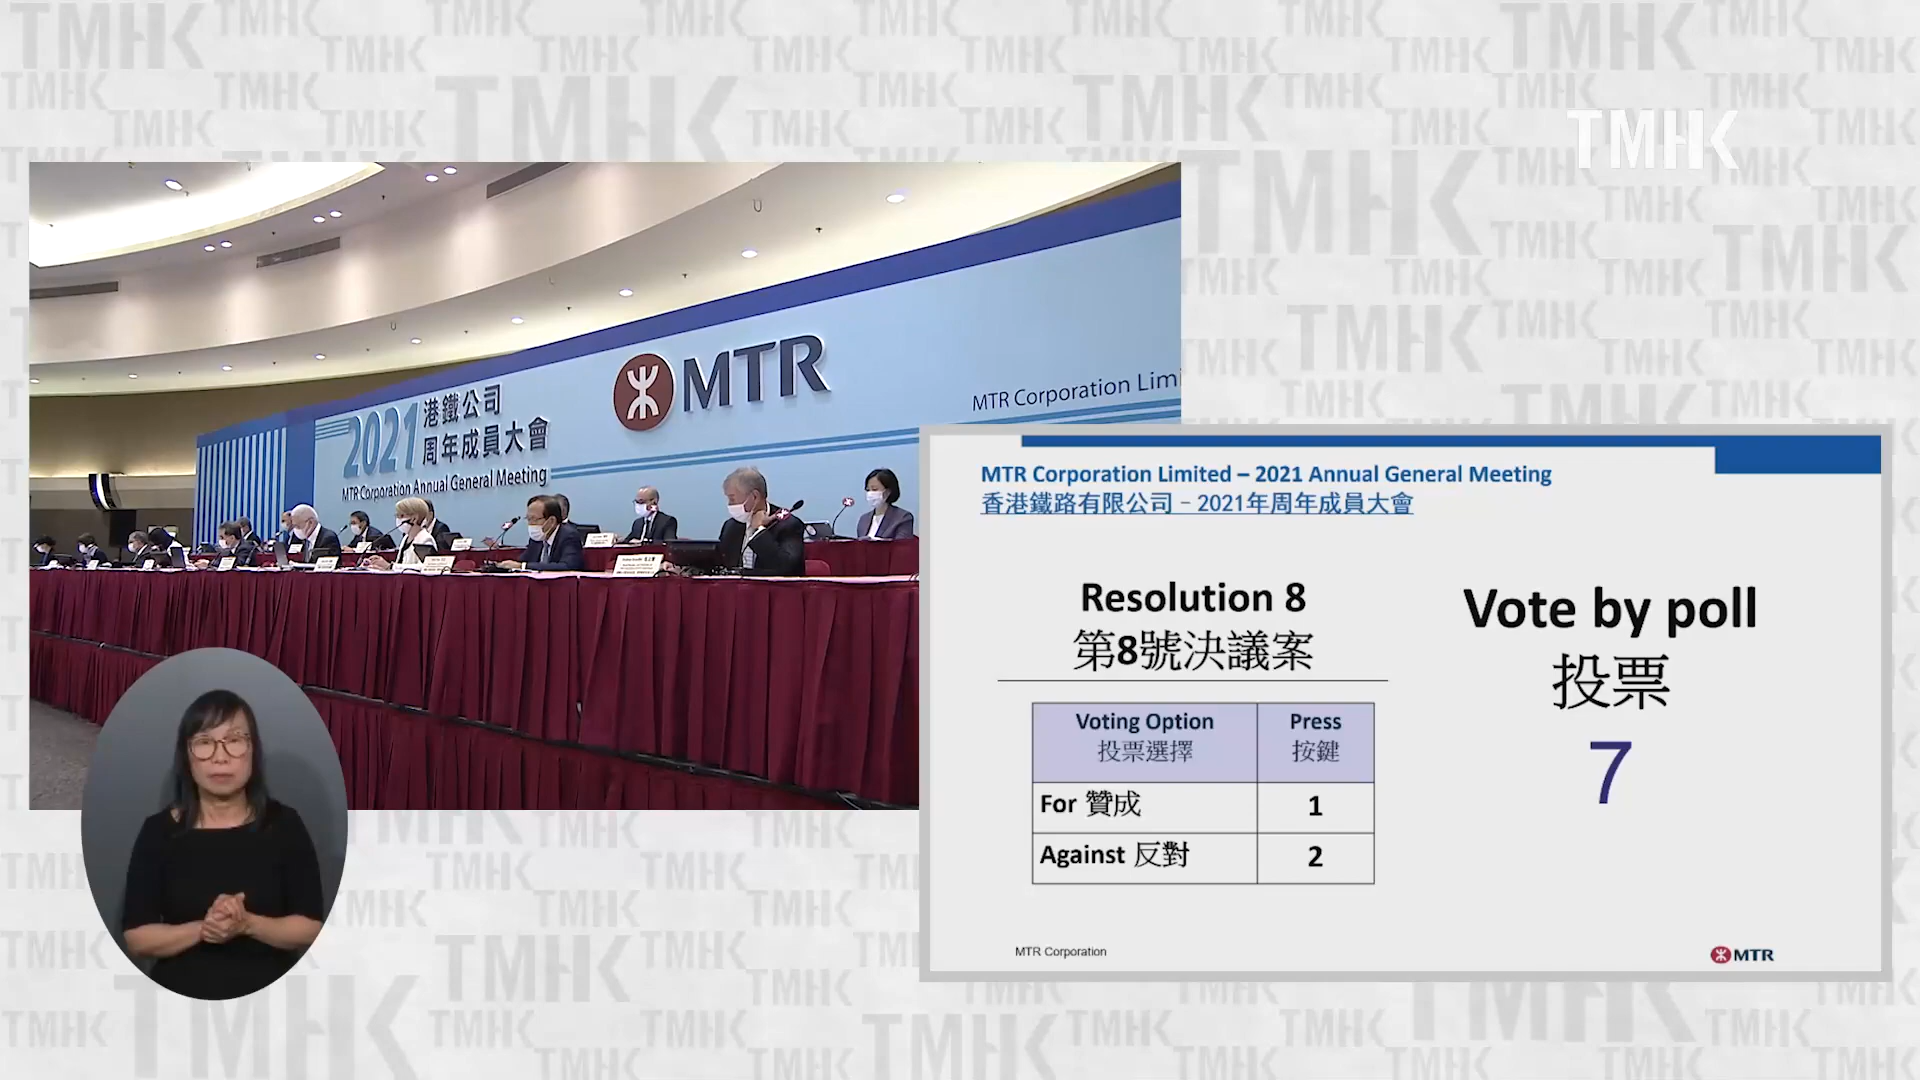 TMHK
2021
港鐵公司
周年成員大會
MTR Corporation Annual General Meeting
MTR
MTR Corporation Limi
MTR Corporation Limited – 2021 Annual General Meeting
香港鐵路有限公司 – 2021年周年成員大會
Resolution 8
第8號決議案
Voting Option
投票選擇
Press
按鍵
For 贊成
1
Against 反對
2
Vote by poll
投票
7
MTR Corporation
MTR